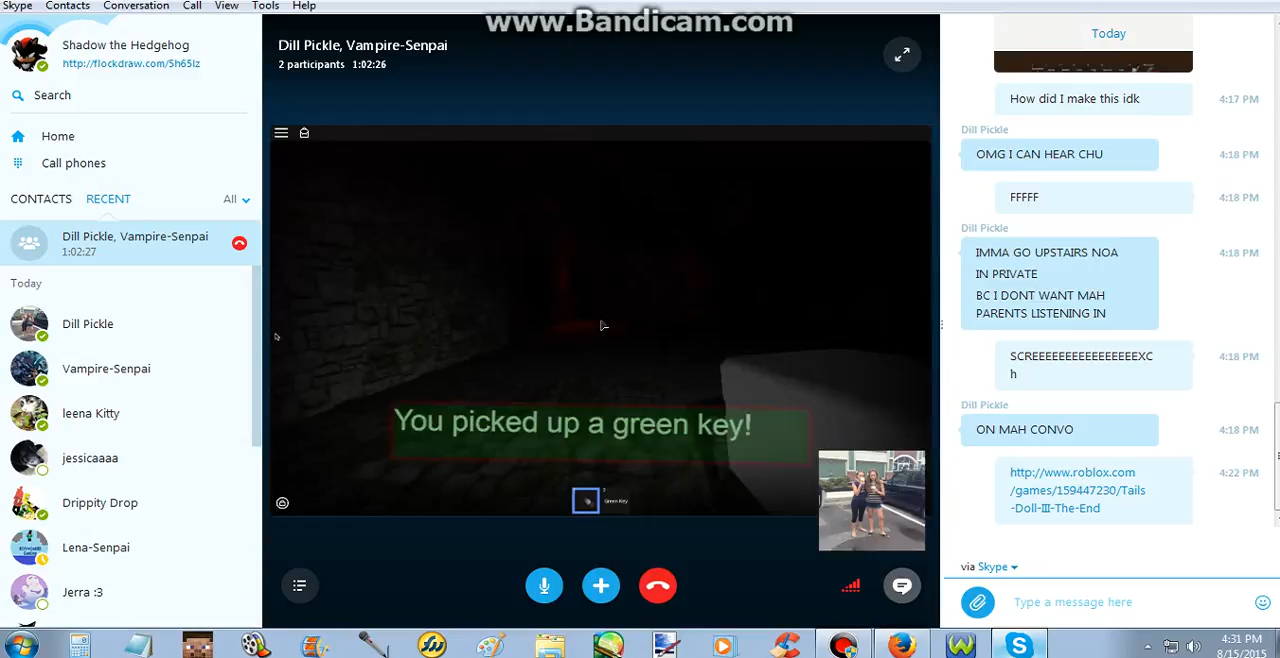 www.Bandicam.com
Skype Contacts Conversation Call View Tools Help
Shadow the Hedgehog
http://flockdraw.com/5h65lz
Search
Home
Call phones
CONTACTS RECENT All
Dill Pickle, Vampire-Senpai
1:02:27
Today
Dill Pickle
Vampire-Senpai
leena Kitty
jessicaaaa
Drippity Drop
Lena-Senpai
Jerra :3
Dill Pickle, Vampire-Senpai
2 participants 1:02:26
You picked up a green key!
Green Key
Today
How did I make this idk 4:17 PM
Dill Pickle
OMG I CAN HEAR CHU 4:18 PM
FFFFF 4:18 PM
Dill Pickle
IMMA GO UPSTAIRS NOA 4:18 PM
IN PRIVATE
BC I DONT WANT MAH
PARENTS LISTENING IN
SCREEEEEEEEEEEEEEEEXC 4:18 PM
h
Dill Pickle
ON MAH CONVO 4:18 PM
http://www.roblox.com 4:22 PM
/games/159447230/Tails
-Doll-III-The-End
via Skype
Type a message here
4:31 PM
8/15/2015